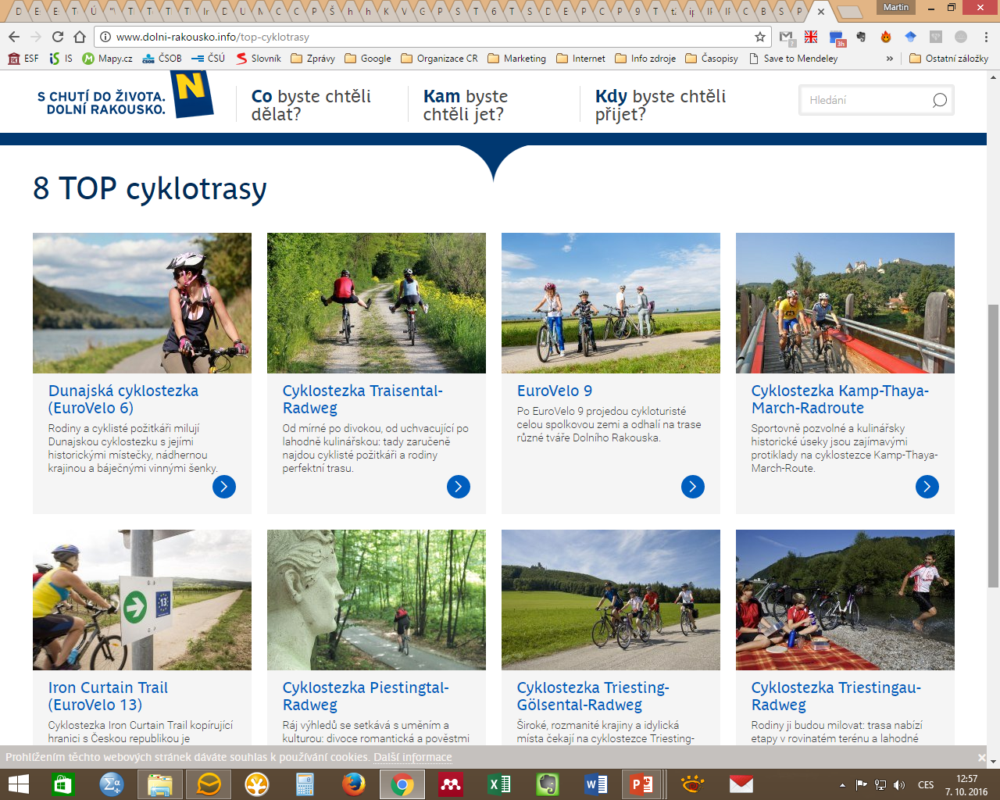 D
E
E
T
Ú
"\
T
T
T
T
Ir
D
U
M
C
C
P
Š
h
h
K
V
G
P
S
T
6
T
S
D
E
P
C
P
9
T
tž
ip
IF
IF
C
B
S
P
Martin
www.dolni-rakousko.info/top-cyklotrasy
ESF
IS
Mapy.cz
ČSOB
ČSÚ
Slovník
Zprávy
Google
Organizace CR
Marketing
Internet
Info zdroje
Časopisy
Save to Mendeley
»
Ostatní záložky
S CHUTÍ DO ŽIVOTA.
DOLNÍ RAKOUSKO.
N
Co byste chtěli
dělat?
Kam byste
chtěli jet?
Kdy byste chtěli
přijet?
Hledání
8 TOP cyklotrasy
Dunajská cyklostezka
(EuroVelo 6)
Rodiny a cyklisté požitkáři milují
Dunajskou cyklostezku s jejími
historickými městečky, nádhernou
krajinou a báječnými vinnými šenky.
Cyklostezka Traisental-
Radweg
Od mírné po divokou, od uchvacující po
lahodně kulinářskou: tady zaručeně
najdou cyklisté požitkáři a rodiny
perfektní trasu.
EuroVelo 9
Po EuroVelo 9 projedou cykloturisté
celou spolkovou zemi a odhalí na trase
různé tváře Dolního Rakouska.
Cyklostezka Kamp-Thaya-
March-Radroute
Sportovně pozvolné a kulinářsky
historické úseky jsou zajímavými
protiklady na cyklostezce Kamp-Thaya-
March-Route.
13
Iron Curtain Trail
(EuroVelo 13)
Cyklostezka Iron Curtain Trail kopírující
hranici s Českou republikou je
Cyklostezka Piestingtal-
Radweg
Ráj výhledů se setkává s uměním a
kulturou: divoce romantická a pověstmi
Cyklostezka Triesting-
Gölsental-Radweg
Široké, rozmanité krajiny a idylická
místa čekají na cyklostezce Triesting-
Cyklostezka Triestingau-
Radweg
Rodiny ji budou milovat: trasa nabízí
etapy v rovinatém terénu a lahodné
Prohlížením těchto webových stránek dáváte souhlas k používání cookies. Další informace
CES
12:57
7. 10. 2016